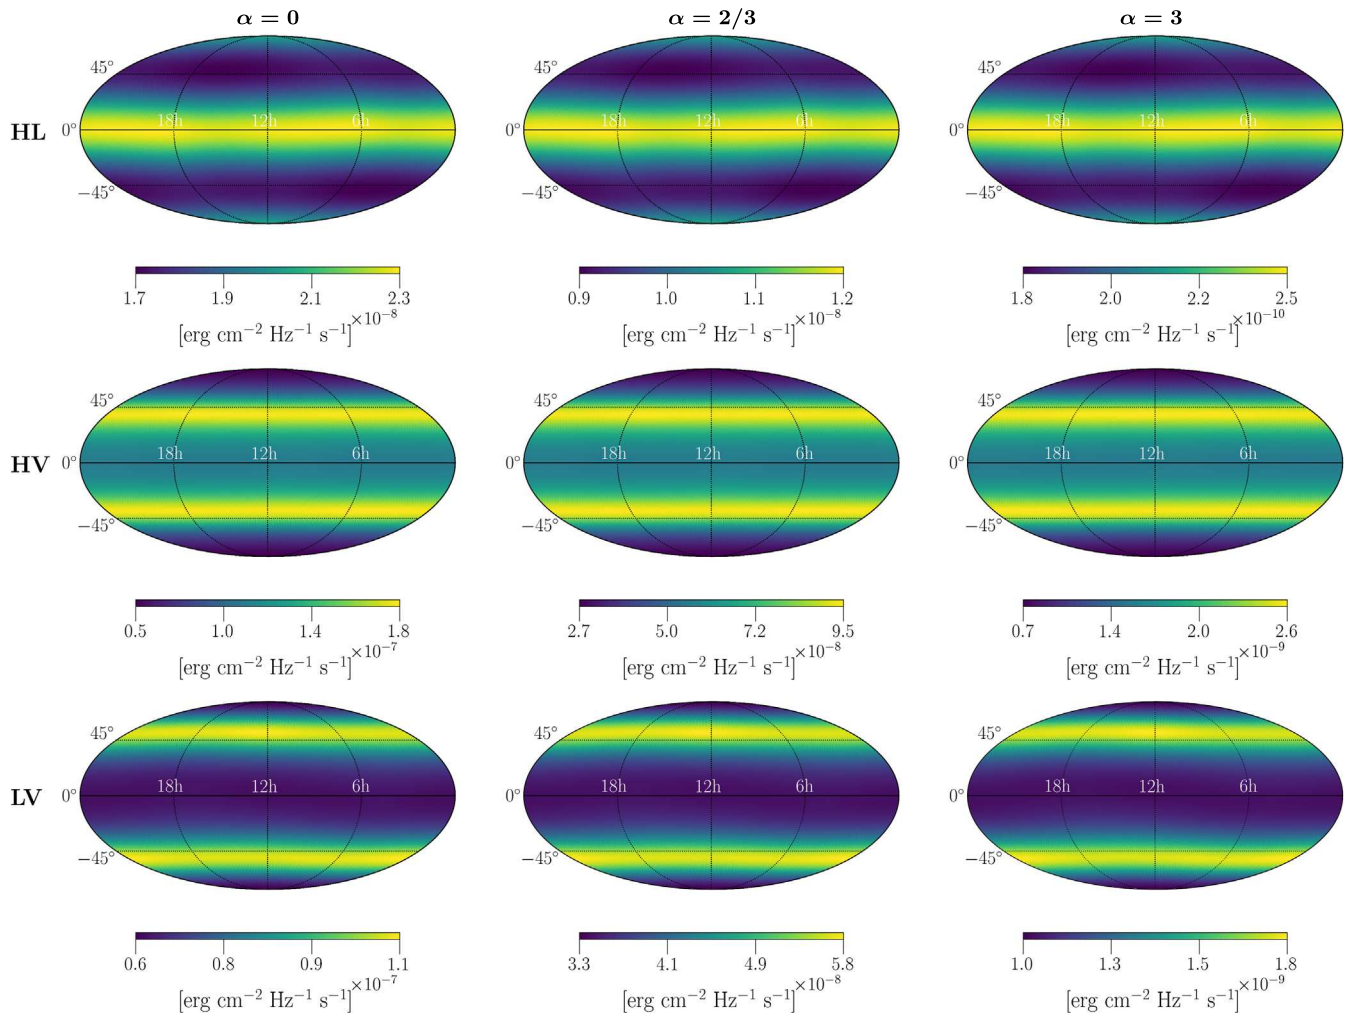 α = 0 α = 2/3 α = 3
45° 45° 45°
HL 0° 18h 12h 6h 0° 18h 12h 6h 0° 18h 12h 6h
−45° −45° −45°
1.7 1.9 2.1 2.3 0.9 1.0 1.1 1.2 1.8 2.0 2.2 2.5
×10⁻⁸ ×10⁻⁸ ×10⁻¹⁰
[erg cm⁻² Hz⁻¹ s⁻¹] [erg cm⁻² Hz⁻¹ s⁻¹] [erg cm⁻² Hz⁻¹ s⁻¹]
45° 45° 45°
HV 0° 18h 12h 6h 0° 18h 12h 6h 0° 18h 12h 6h
−45° −45° −45°
0.5 1.0 1.4 1.8 2.7 5.0 7.2 9.5 0.7 1.4 2.0 2.6
×10⁻⁷ ×10⁻⁸ ×10⁻⁹
[erg cm⁻² Hz⁻¹ s⁻¹] [erg cm⁻² Hz⁻¹ s⁻¹] [erg cm⁻² Hz⁻¹ s⁻¹]
45° 45° 45°
LV 0° 18h 12h 6h 0° 18h 12h 6h 0° 18h 12h 6h
−45° −45° −45°
0.6 0.8 0.9 1.1 3.3 4.1 4.9 5.8 1.0 1.3 1.5 1.8
×10⁻⁷ ×10⁻⁸ ×10⁻⁹
[erg cm⁻² Hz⁻¹ s⁻¹] [erg cm⁻² Hz⁻¹ s⁻¹] [erg cm⁻² Hz⁻¹ s⁻¹]